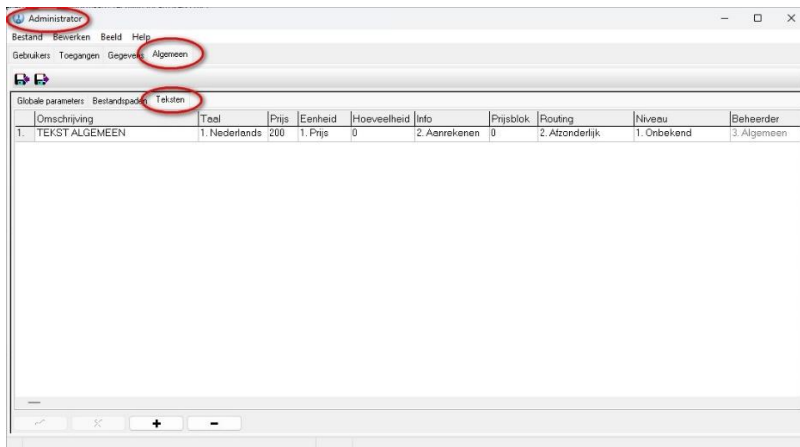 Administrator
Bestand Bewerken Beeld Help
Gebruikers Toegangen Gegevens Algemeen
Globale parameters Bestandspaden Teksten
Omschrijving Taal Prijs Eenheid Hoeveelheid Info Prijsblok Routing Niveau Beheerder
1. TEKST ALGEMEEN 1. Nederlands 200 1. Prijs 0 2. Aanrekenen 0 2. Afzonderlijk 1. Onbekend 3. Algemeen